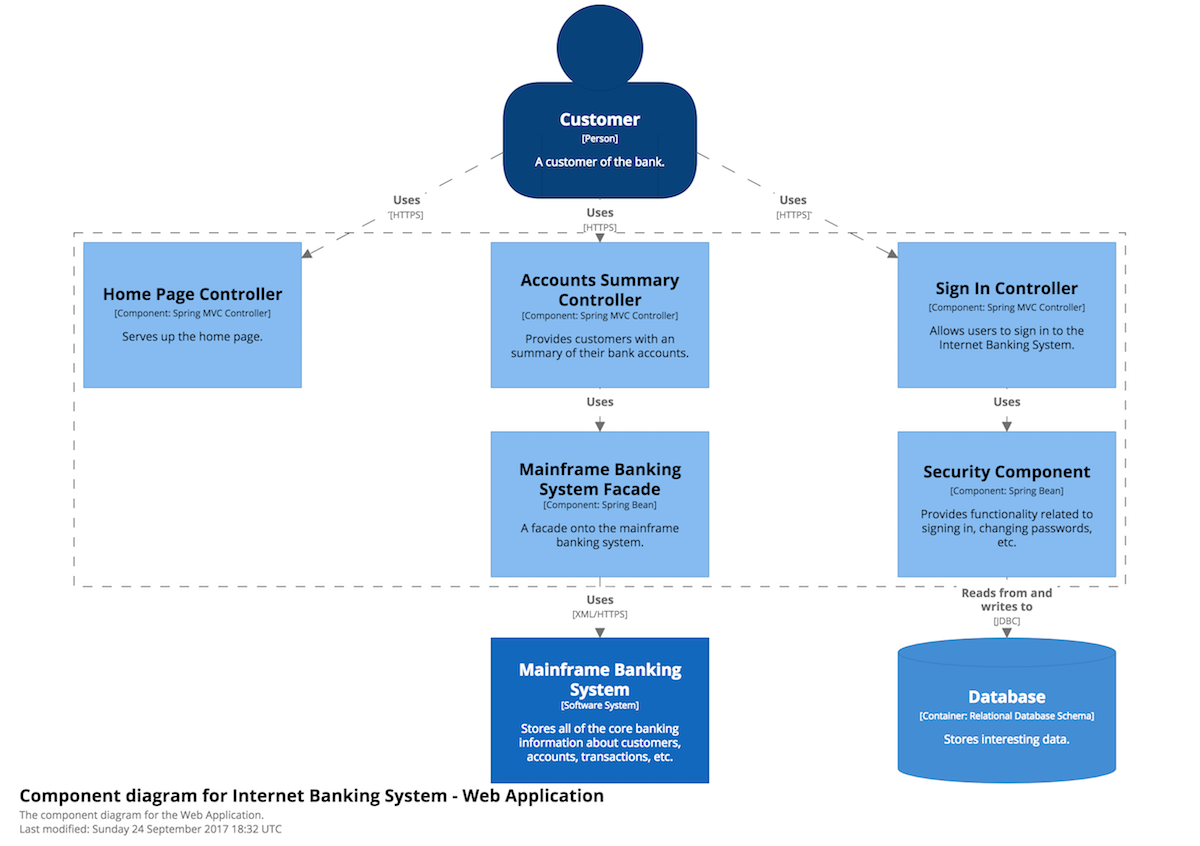 Customer
[Person]
A customer of the bank.
Uses
[HTTPS]
Uses
[HTTPS]
Uses
[HTTPS]
Home Page Controller
[Component: Spring MVC Controller]
Serves up the home page.
Accounts Summary
Controller
[Component: Spring MVC Controller]
Provides customers with an
summary of their bank accounts.
Sign In Controller
[Component: Spring MVC Controller]
Allows users to sign in to the
Internet Banking System.
Uses
Uses
Mainframe Banking
System Facade
[Component: Spring Bean]
A facade onto the mainframe
banking system.
Security Component
[Component: Spring Bean]
Provides functionality related to
signing in, changing passwords,
etc.
Uses
[XML/HTTPS]
Reads from and
writes to
[JDBC]
Mainframe Banking
System
[Software System]
Stores all of the core banking
information about customers,
accounts, transactions, etc.
Database
[Container: Relational Database Schema]
Stores interesting data.
Component diagram for Internet Banking System - Web Application
The component diagram for the Web Application.
Last modified: Sunday 24 September 2017 18:32 UTC